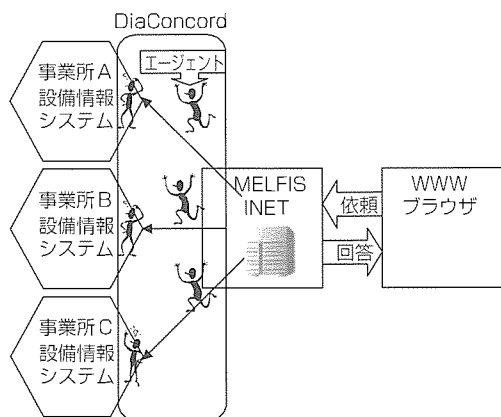 DiaConcord
エージェント
事業所A
設備情報
システム
事業所B
設備情報
システム
事業所C
設備情報
システム
MELFIS
INET
依頼
回答
WWW
ブラウザ